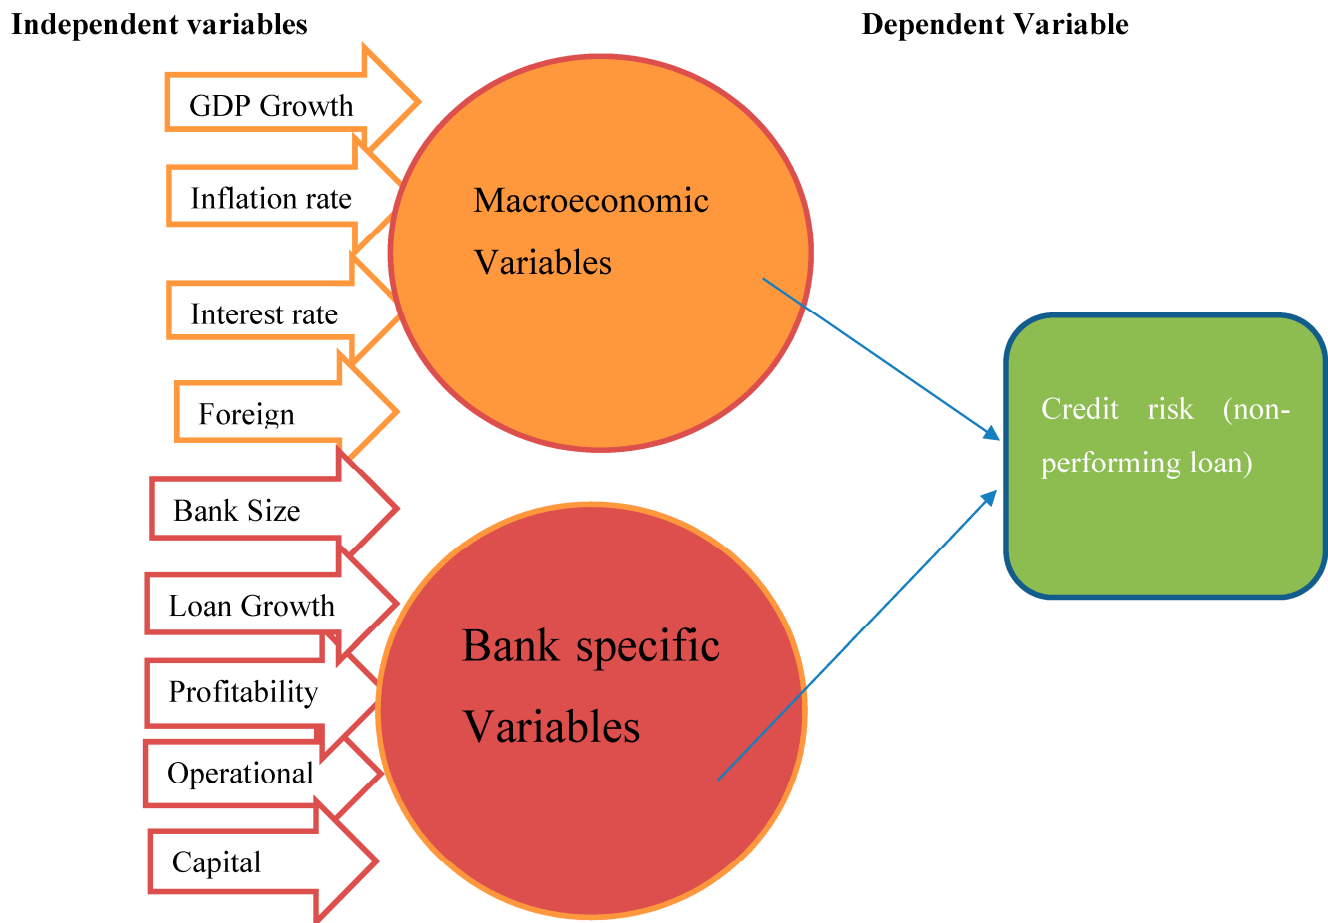 Independent variables
Dependent Variable
GDP Growth
Inflation rate
Interest rate
Foreign
Bank Size
Loan Growth
Profitability
Operational
Capital
Macroeconomic
Variables
Bank specific
Variables
Credit risk (non-
performing loan)